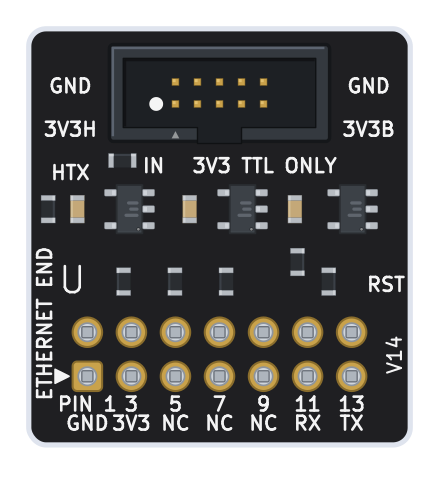 GND GND
3V3H 3V3B
HTX IN 3V3 TTL ONLY
U RST
ETHERNET END
V14
PIN 1 3 5 7 9 11 13
GND 3V3 NC NC NC RX TX